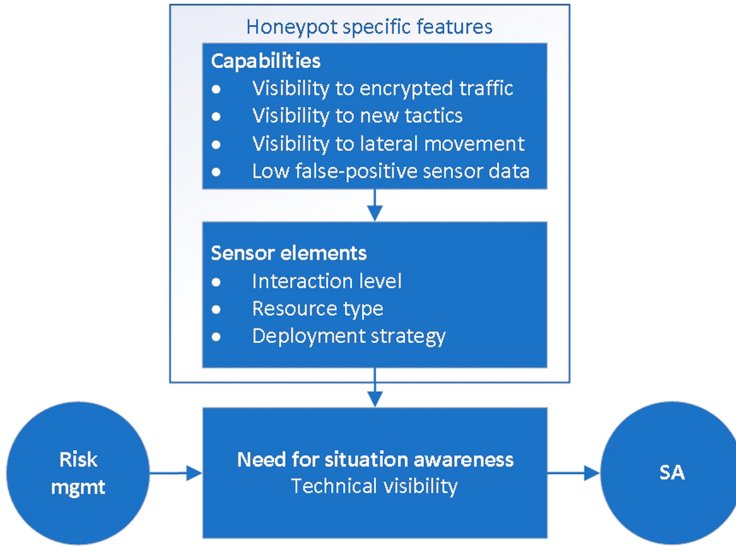 Honeypot specific features
Capabilities
● Visibility to encrypted traffic
● Visibility to new tactics
● Visibility to lateral movement
● Low false-positive sensor data
Sensor elements
● Interaction level
● Resource type
● Deployment strategy
Risk
mgmt
Need for situation awareness
Technical visibility
SA